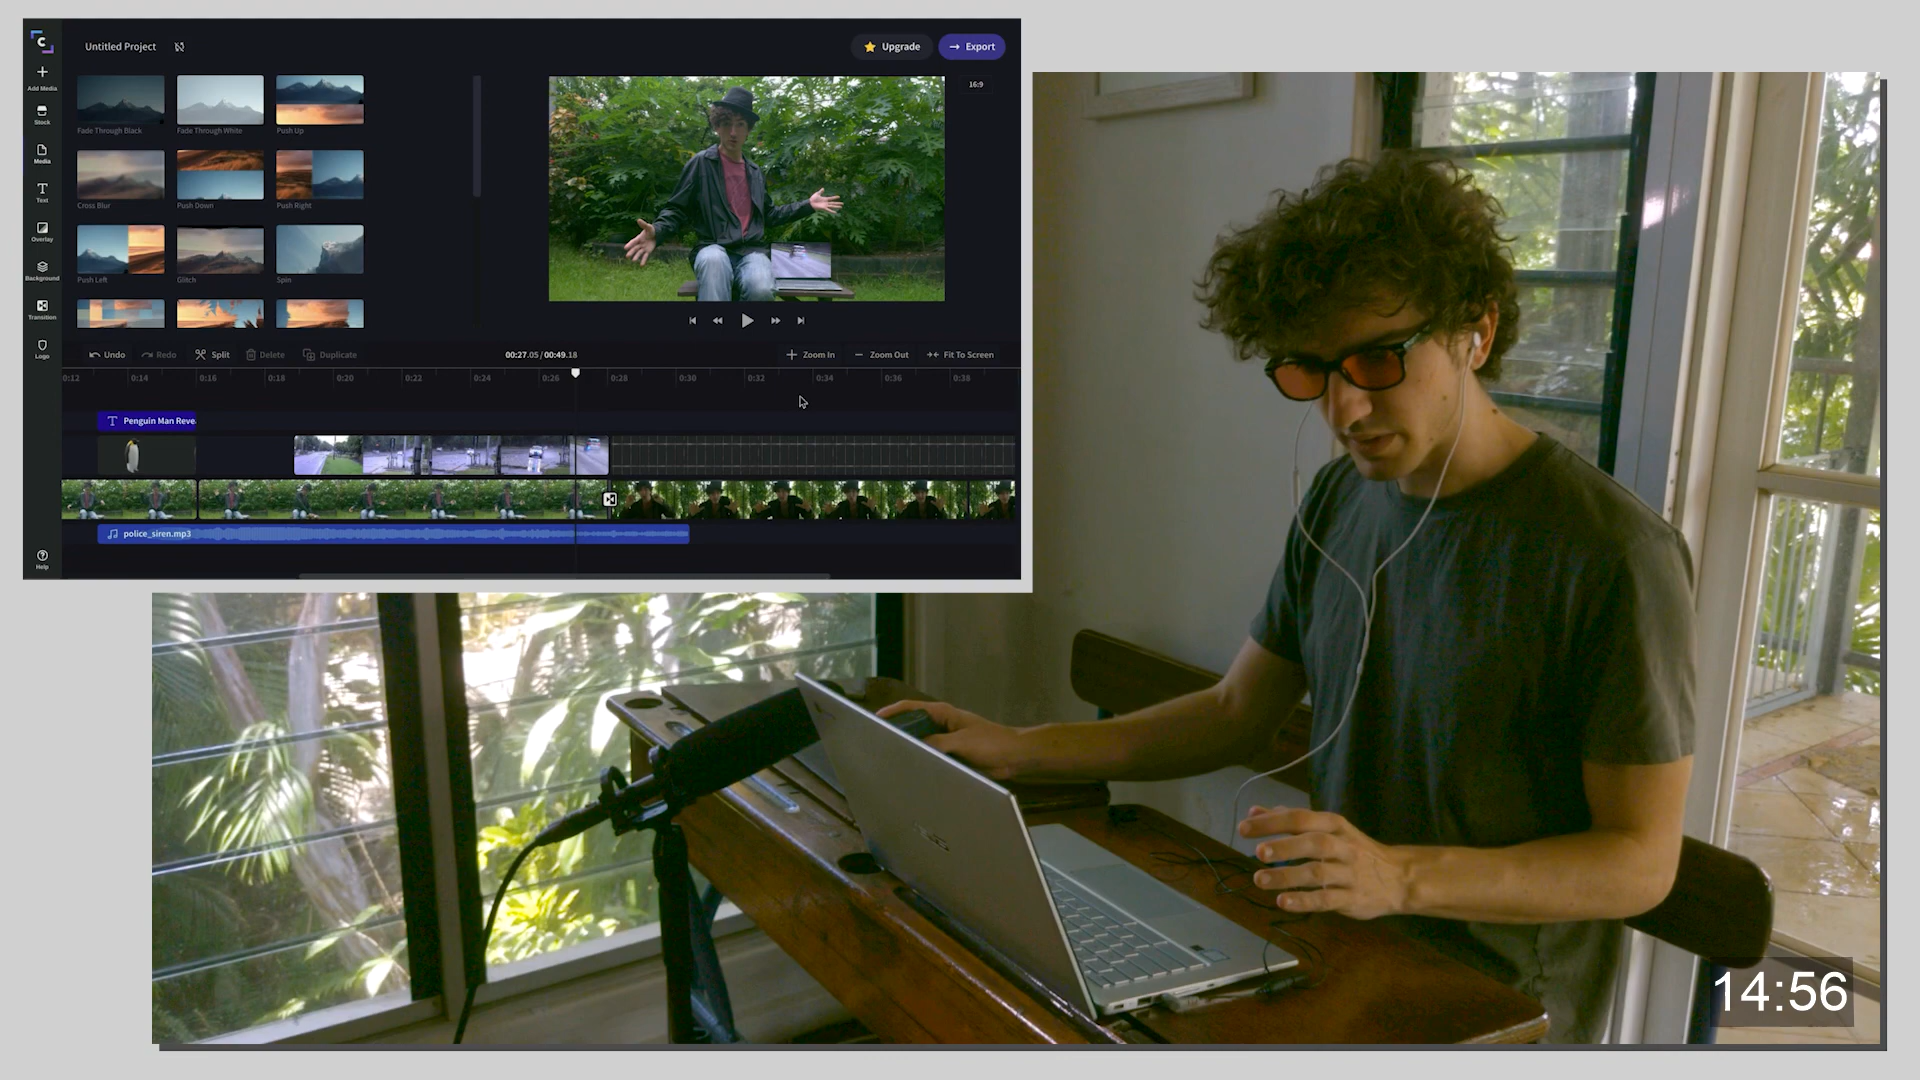 Untitled Project
Upgrade
Export
Add Media
Stock
Media
Text
Overlay
Background
Transition
Logo
Help
Fade Through Black
Fade Through White
Push Up
Cross Blur
Push Down
Push Right
Push Left
Glitch
Spin
16:9
Undo
Redo
Split
Delete
Duplicate
00:27.05 / 00:49.18
Zoom In
Zoom Out
Fit To Screen
0:12 0:14 0:16 0:18 0:20 0:22 0:24 0:26 0:28 0:30 0:32 0:34 0:36 0:38
Penguin Man Reve
police_siren.mp3
14:56